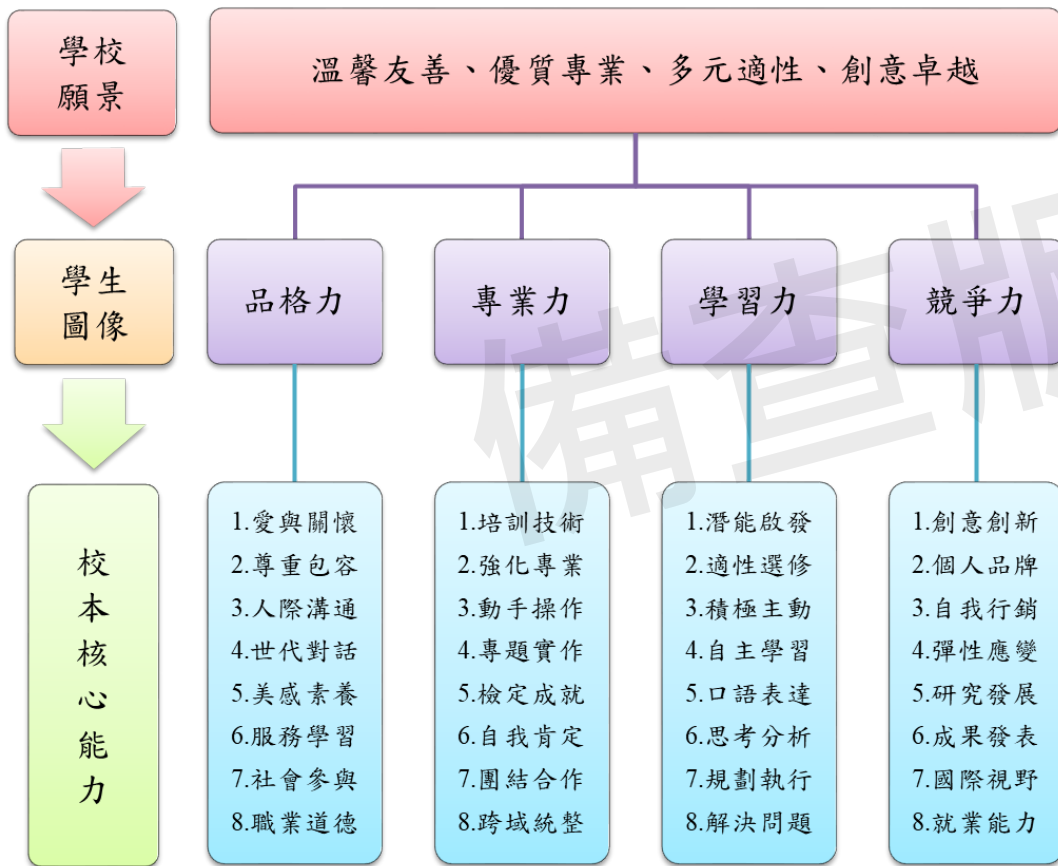 學校
願景
溫馨友善、優質專業、多元適性、創意卓越
學生
圖像
品格力
專業力
學習力
競爭力
校
本
核
心
能
力
1.愛與關懷
2.尊重包容
3.人際溝通
4.世代對話
5.美感素養
6.服務學習
7.社會參與
8.職業道德
1.培訓技術
2.強化專業
3.動手操作
4.專題實作
5.檢定成就
6.自我肯定
7.團結合作
8.跨域統整
1.潛能啟發
2.適性選修
3.積極主動
4.自主學習
5.口語表達
6.思考分析
7.規劃執行
8.解決問題
1.創意創新
2.個人品牌
3.自我行銷
4.彈性應變
5.研究發展
6.成果發表
7.國際視野
8.就業能力
備查版